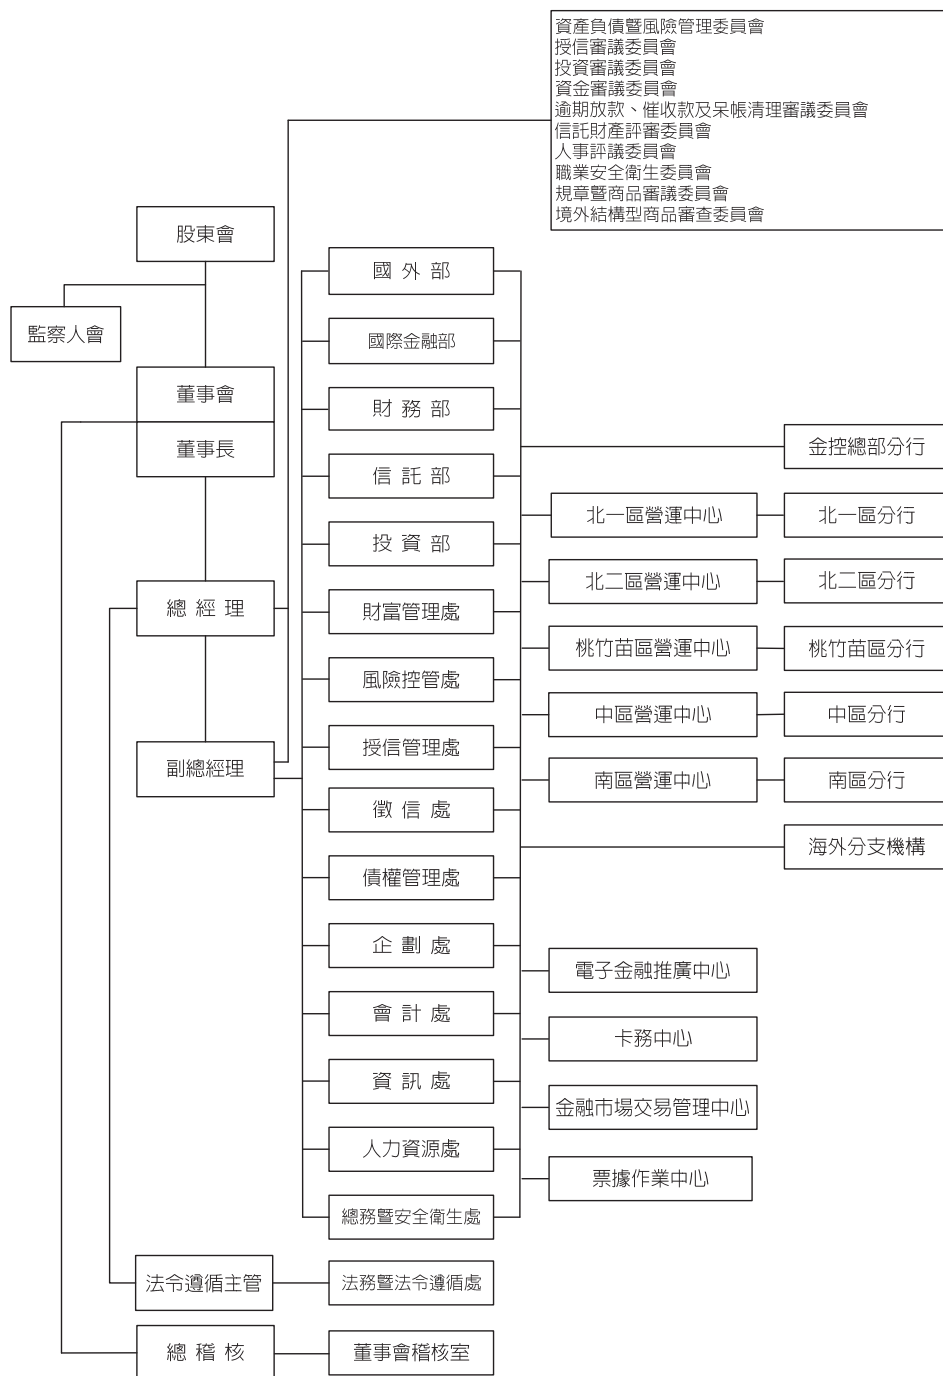 資產負債暨風險管理委員會
授信審議委員會
投資審議委員會
資金審議委員會
逾期放款、催收款及呆帳清理審議委員會
信託財產評審委員會
人事評議委員會
職業安全衛生委員會
規章暨商品審議委員會
境外結構型商品審查委員會
股東會
監察人會
董事會
董事長
總經理
副總經理
法令遵循主管
總稽核
國外部
國際金融部
財務部
信託部
投資部
財富管理處
風險控管處
授信管理處
徵信處
債權管理處
企劃處
會計處
資訊處
人力資源處
總務暨安全衛生處
法務暨法令遵循處
董事會稽核室
金控總部分行
北一區營運中心
北一區分行
北二區營運中心
北二區分行
桃竹苗區營運中心
桃竹苗區分行
中區營運中心
中區分行
南區營運中心
南區分行
海外分支機構
電子金融推廣中心
卡務中心
金融市場交易管理中心
票據作業中心